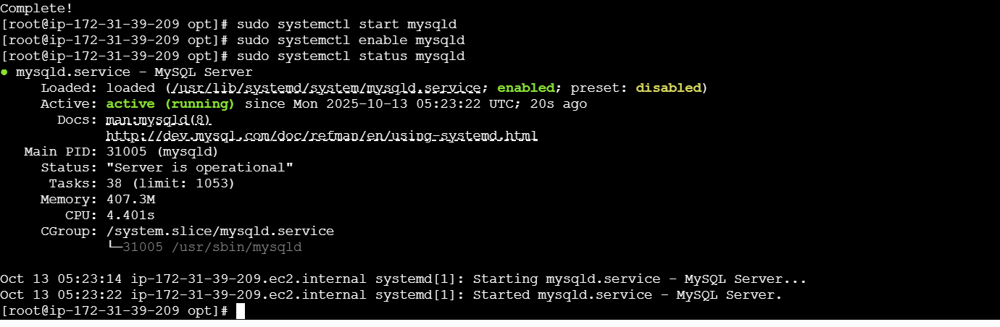 Complete!
[root@ip-172-31-39-209 opt]# sudo systemctl start mysqld
[root@ip-172-31-39-209 opt]# sudo systemctl enable mysqld
[root@ip-172-31-39-209 opt]# sudo systemctl status mysqld
● mysqld.service - MySQL Server
     Loaded: loaded (/usr/lib/systemd/system/mysqld.service; enabled; preset: disabled)
     Active: active (running) since Mon 2025-10-13 05:23:22 UTC; 20s ago
       Docs: man:mysqld(8)
             http://dev.mysql.com/doc/refman/en/using-systemd.html
   Main PID: 31005 (mysqld)
     Status: "Server is operational"
      Tasks: 38 (limit: 1053)
     Memory: 407.3M
        CPU: 4.401s
     CGroup: /system.slice/mysqld.service
             └─31005 /usr/sbin/mysqld

Oct 13 05:23:14 ip-172-31-39-209.ec2.internal systemd[1]: Starting mysqld.service - MySQL Server...
Oct 13 05:23:22 ip-172-31-39-209.ec2.internal systemd[1]: Started mysqld.service - MySQL Server.
[root@ip-172-31-39-209 opt]#